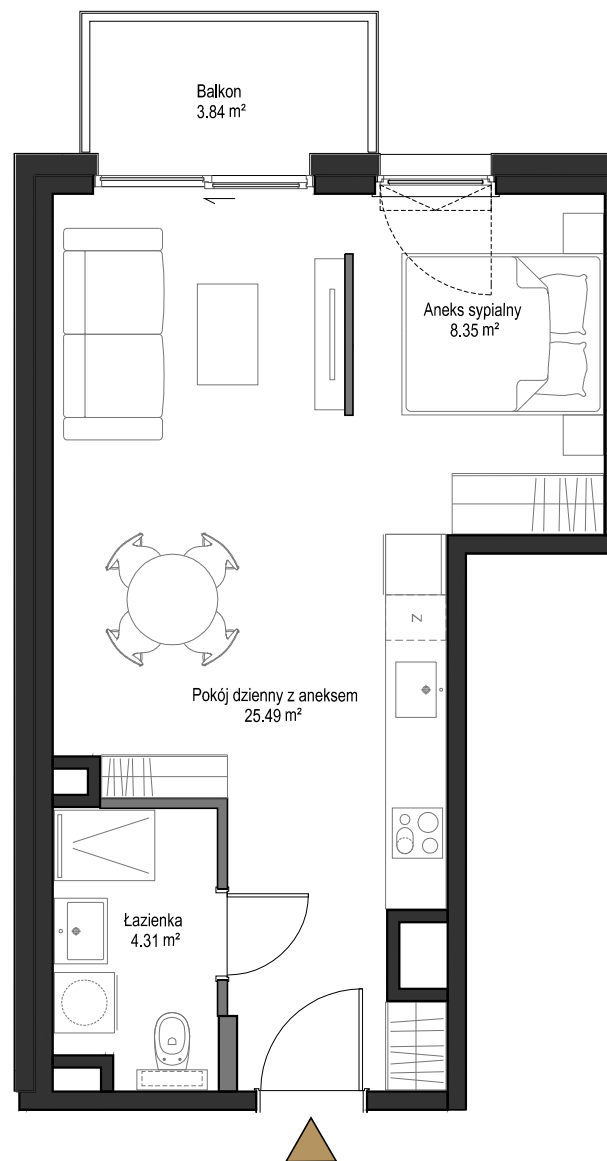 Balkon
3.84 m²
Aneks sypialny
8.35 m²
Z
Pokój dzienny z aneksem
25.49 m²
Łazienka
4.31 m²